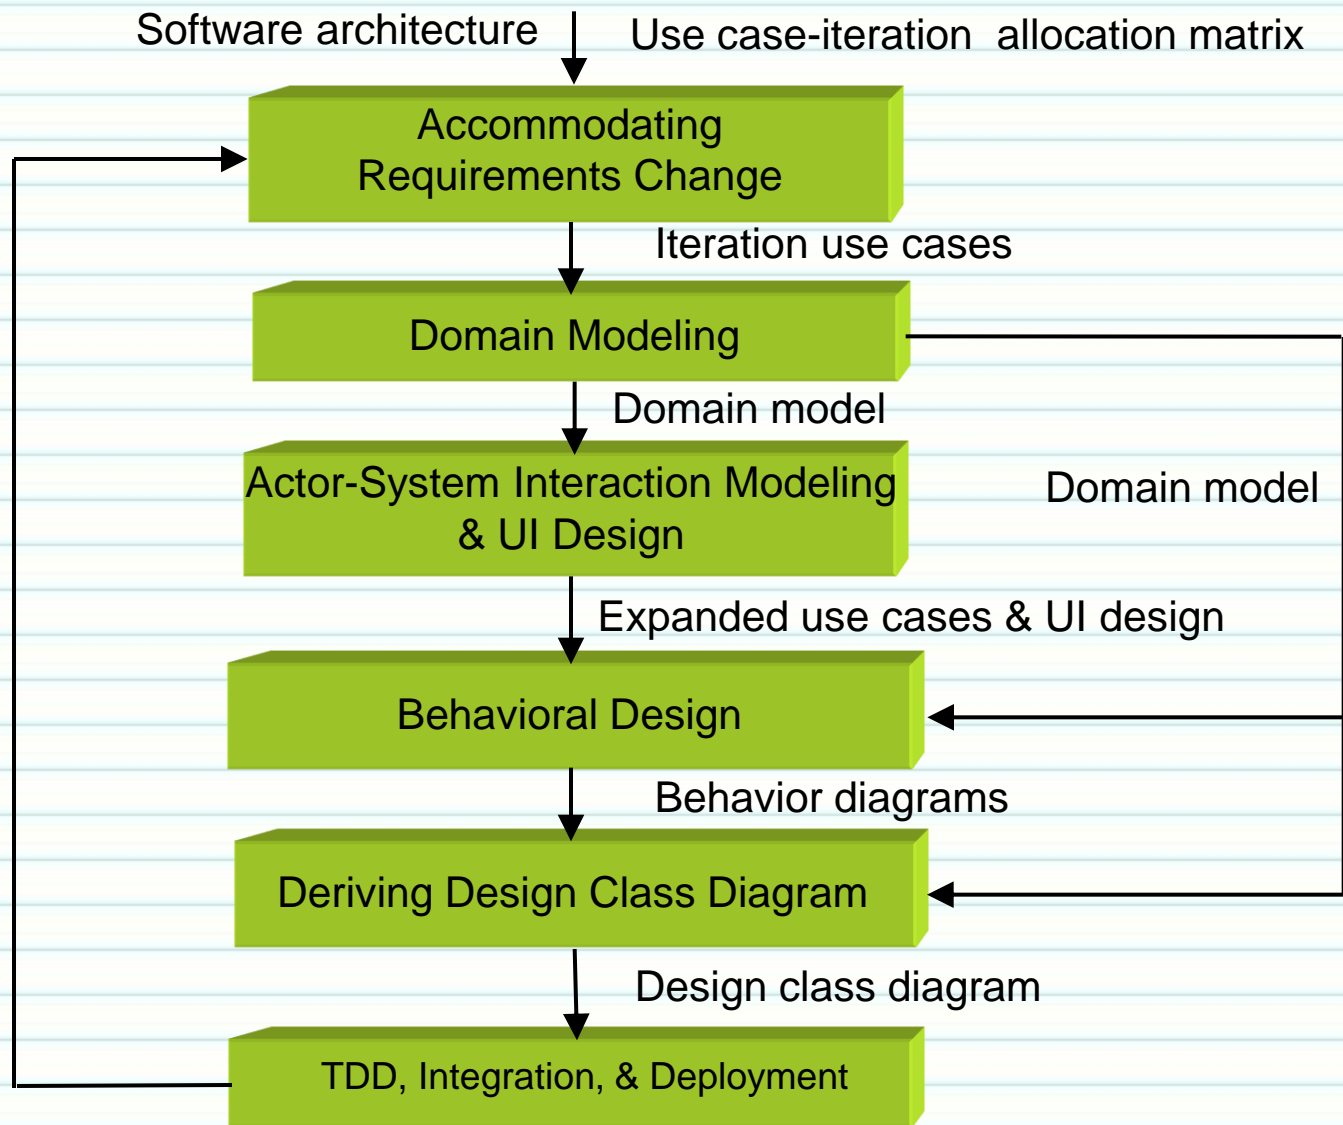 Software architecture
Use case-iteration allocation matrix
Accommodating
Requirements Change
Iteration use cases
Domain Modeling
Domain model
Actor-System Interaction Modeling
& UI Design
Domain model
Expanded use cases & UI design
Behavioral Design
Behavior diagrams
Deriving Design Class Diagram
Design class diagram
TDD, Integration, & Deployment